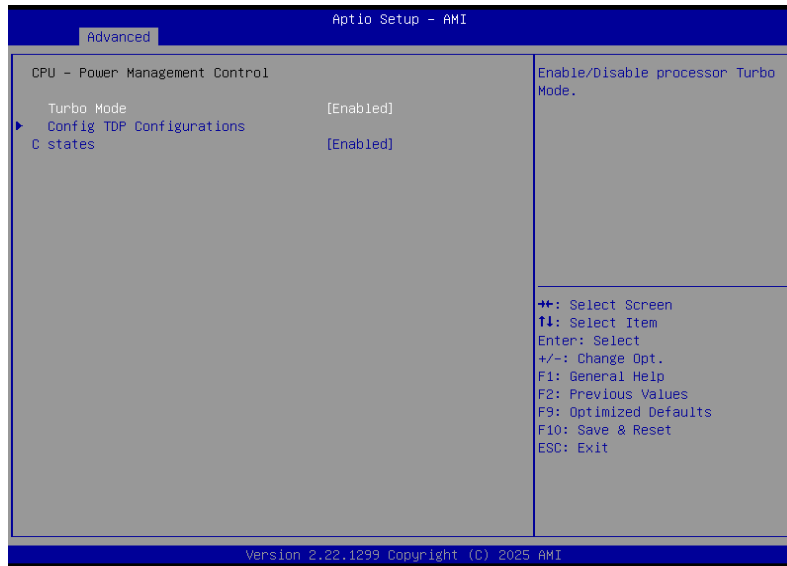 Aptio Setup - AMI
Advanced
CPU - Power Management Control
Turbo Mode [Enabled]
Config TDP Configurations
C states [Enabled]
Enable/Disable processor Turbo
Mode.
→←: Select Screen
↑↓: Select Item
Enter: Select
+/-: Change Opt.
F1: General Help
F2: Previous Values
F9: Optimized Defaults
F10: Save & Reset
ESC: Exit
Version 2.22.1299 Copyright (C) 2025 AMI